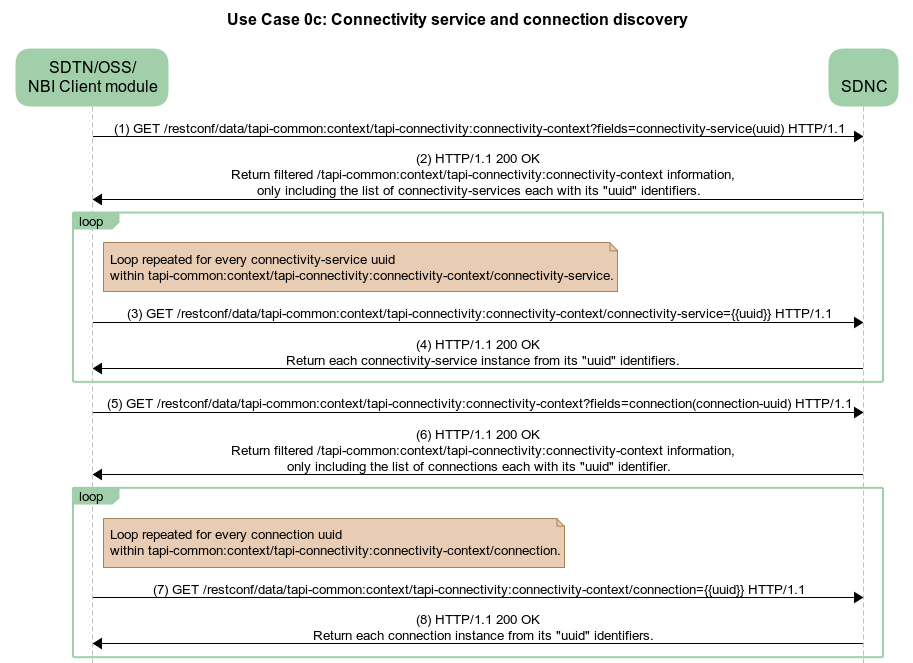 Use Case 0c: Connectivity service and connection discovery
SDTN/OSS/
NBI Client module
SDNC
(1) GET /restconf/data/tapi-common:context/tapi-connectivity:connectivity-context?fields=connectivity-service(uuid) HTTP/1.1
(2) HTTP/1.1 200 OK
Return filtered /tapi-common:context/tapi-connectivity:connectivity-context information,
only including the list of connectivity-services each with its "uuid" identifiers.
loop
Loop repeated for every connectivity-service uuid
within tapi-common:context/tapi-connectivity:connectivity-context/connectivity-service.
(3) GET /restconf/data/tapi-common:context/tapi-connectivity:connectivity-context/connectivity-service={{uuid}} HTTP/1.1
(4) HTTP/1.1 200 OK
Return each connectivity-service instance from its "uuid" identifiers.
(5) GET /restconf/data/tapi-common:context/tapi-connectivity:connectivity-context?fields=connection(connection-uuid) HTTP/1.1
(6) HTTP/1.1 200 OK
Return filtered /tapi-common:context/tapi-connectivity:connectivity-context information,
only including the list of connections each with its "uuid" identifier.
loop
Loop repeated for every connection uuid
within tapi-common:context/tapi-connectivity:connectivity-context/connection.
(7) GET /restconf/data/tapi-common:context/tapi-connectivity:connectivity-context/connection={{uuid}} HTTP/1.1
(8) HTTP/1.1 200 OK
Return each connection instance from its "uuid" identifiers.